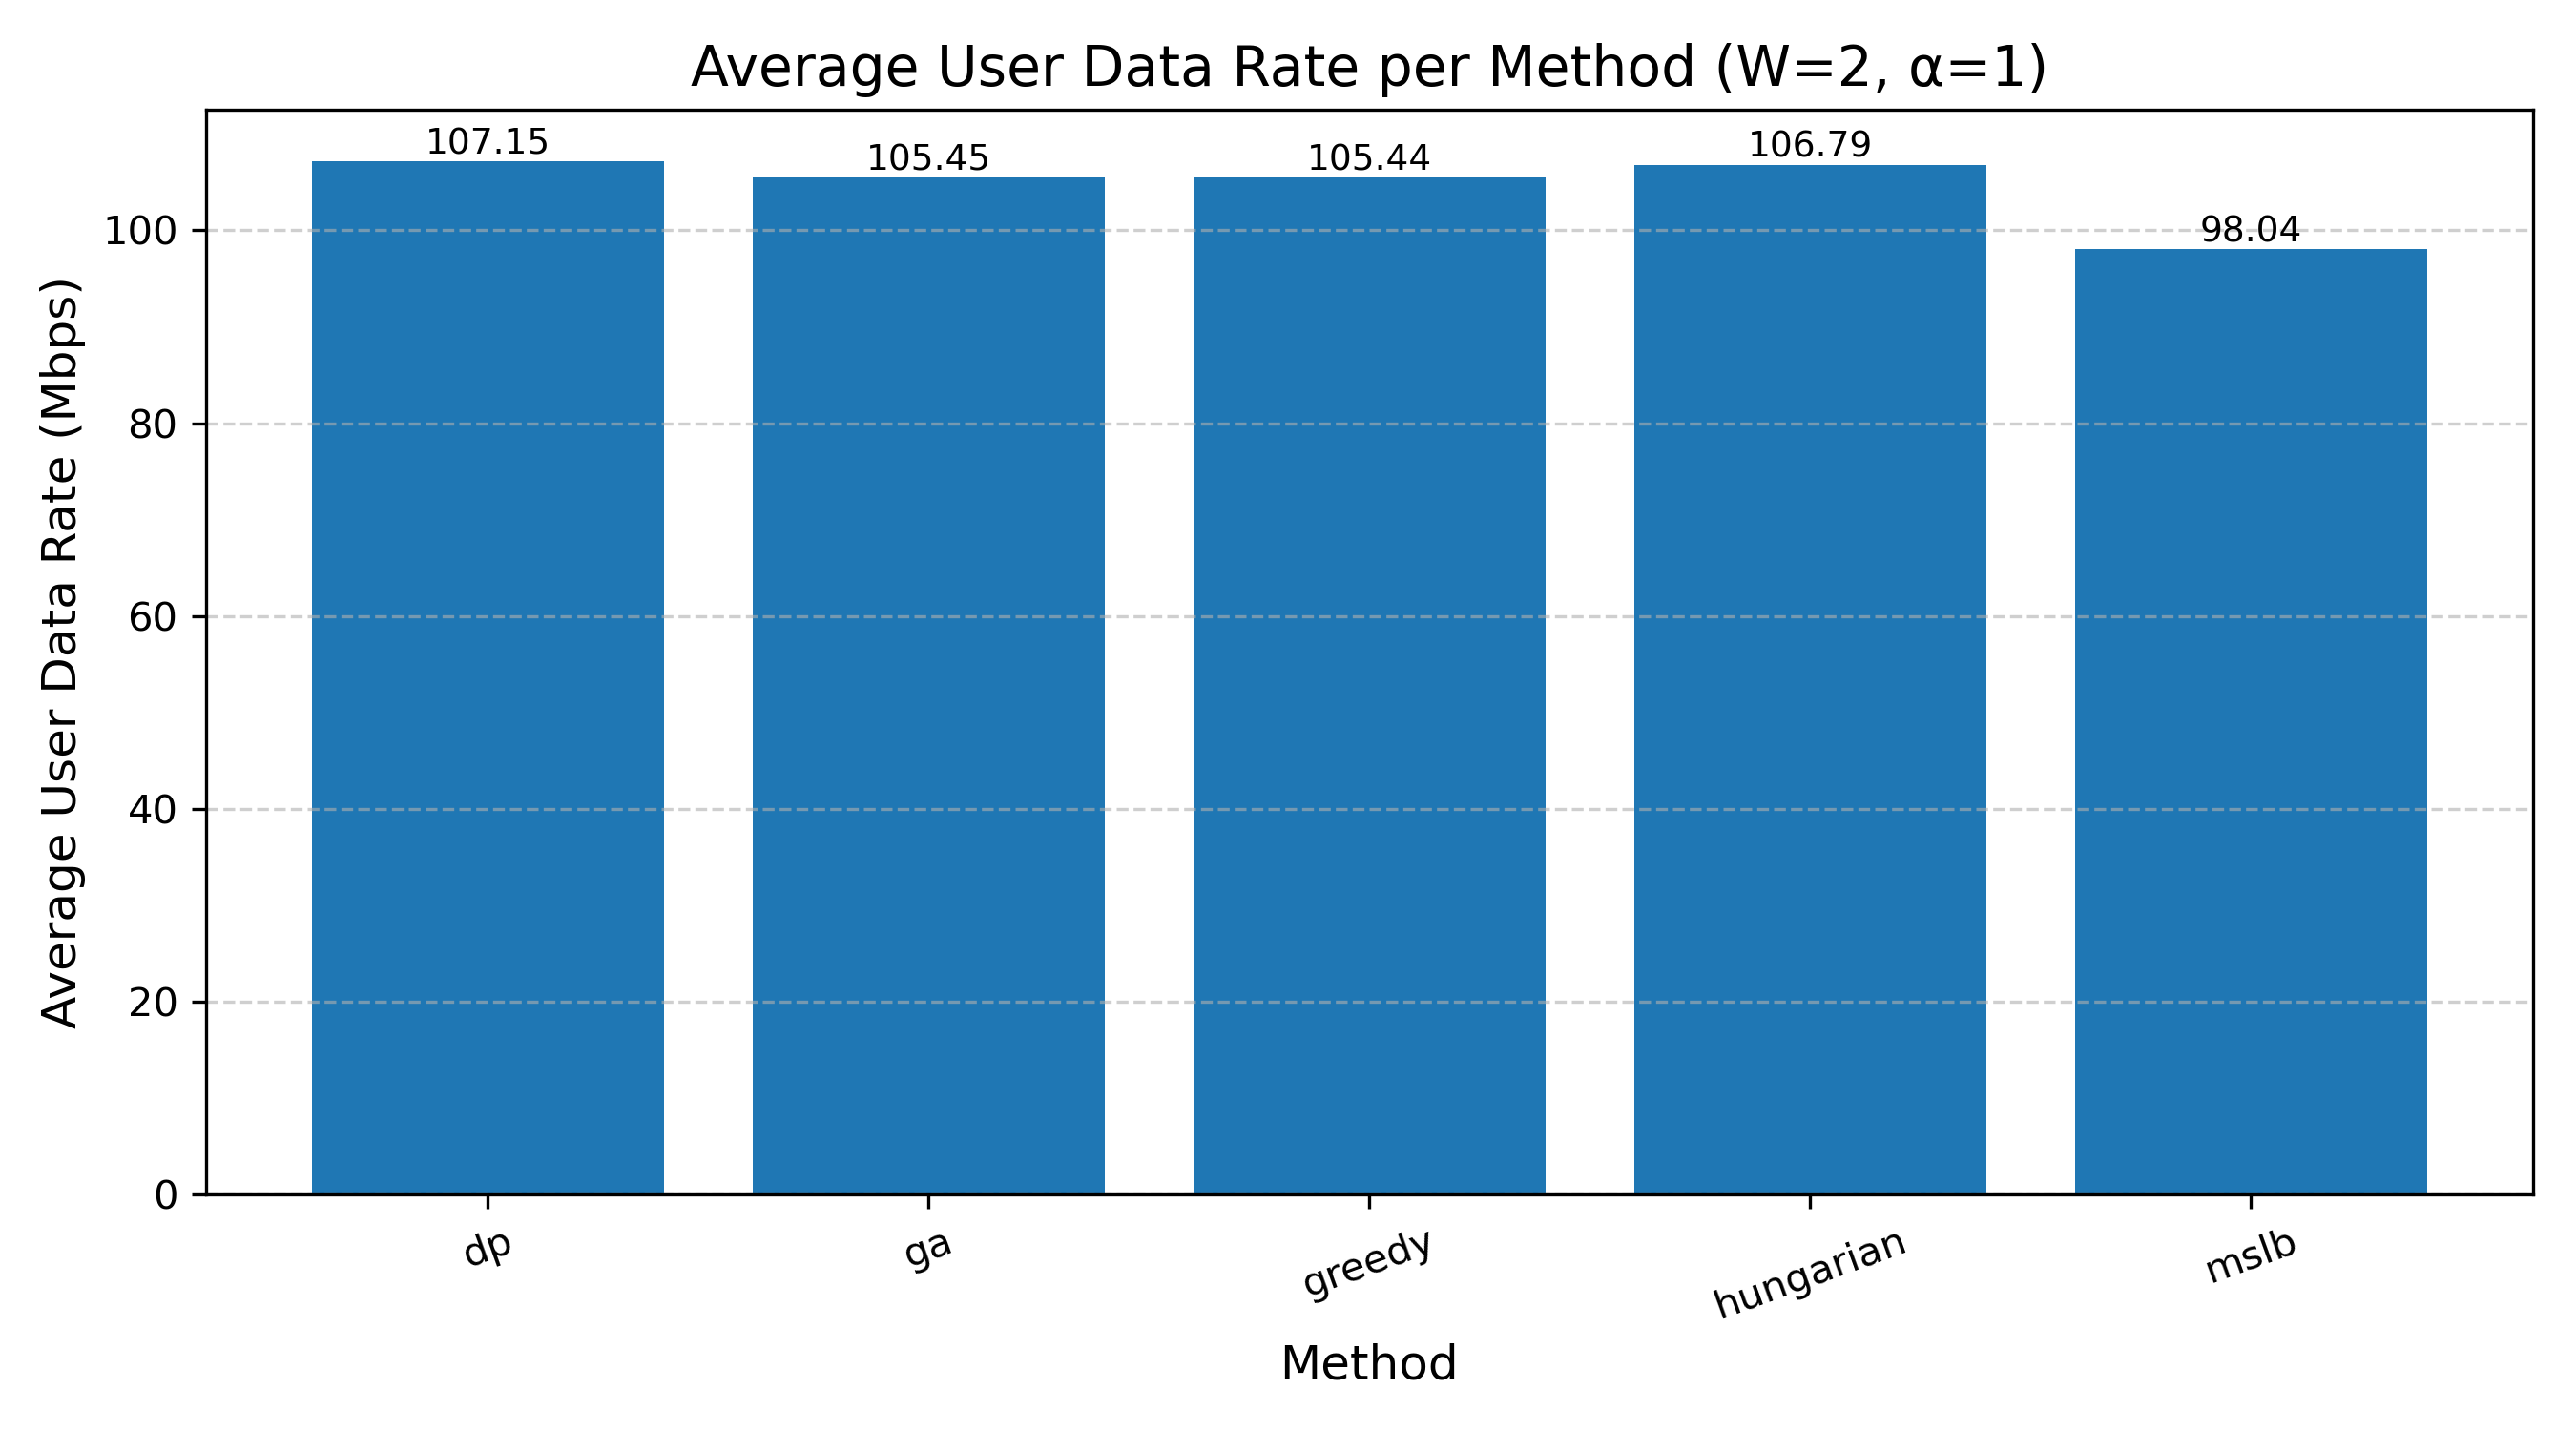 Average User Data Rate per Method (W=2, α=1)
107.15
105.45
105.44
106.79
98.04
Average User Data Rate (Mbps)
100
80
60
40
20
0
dp
ga
greedy
hungarian
mslb
Method